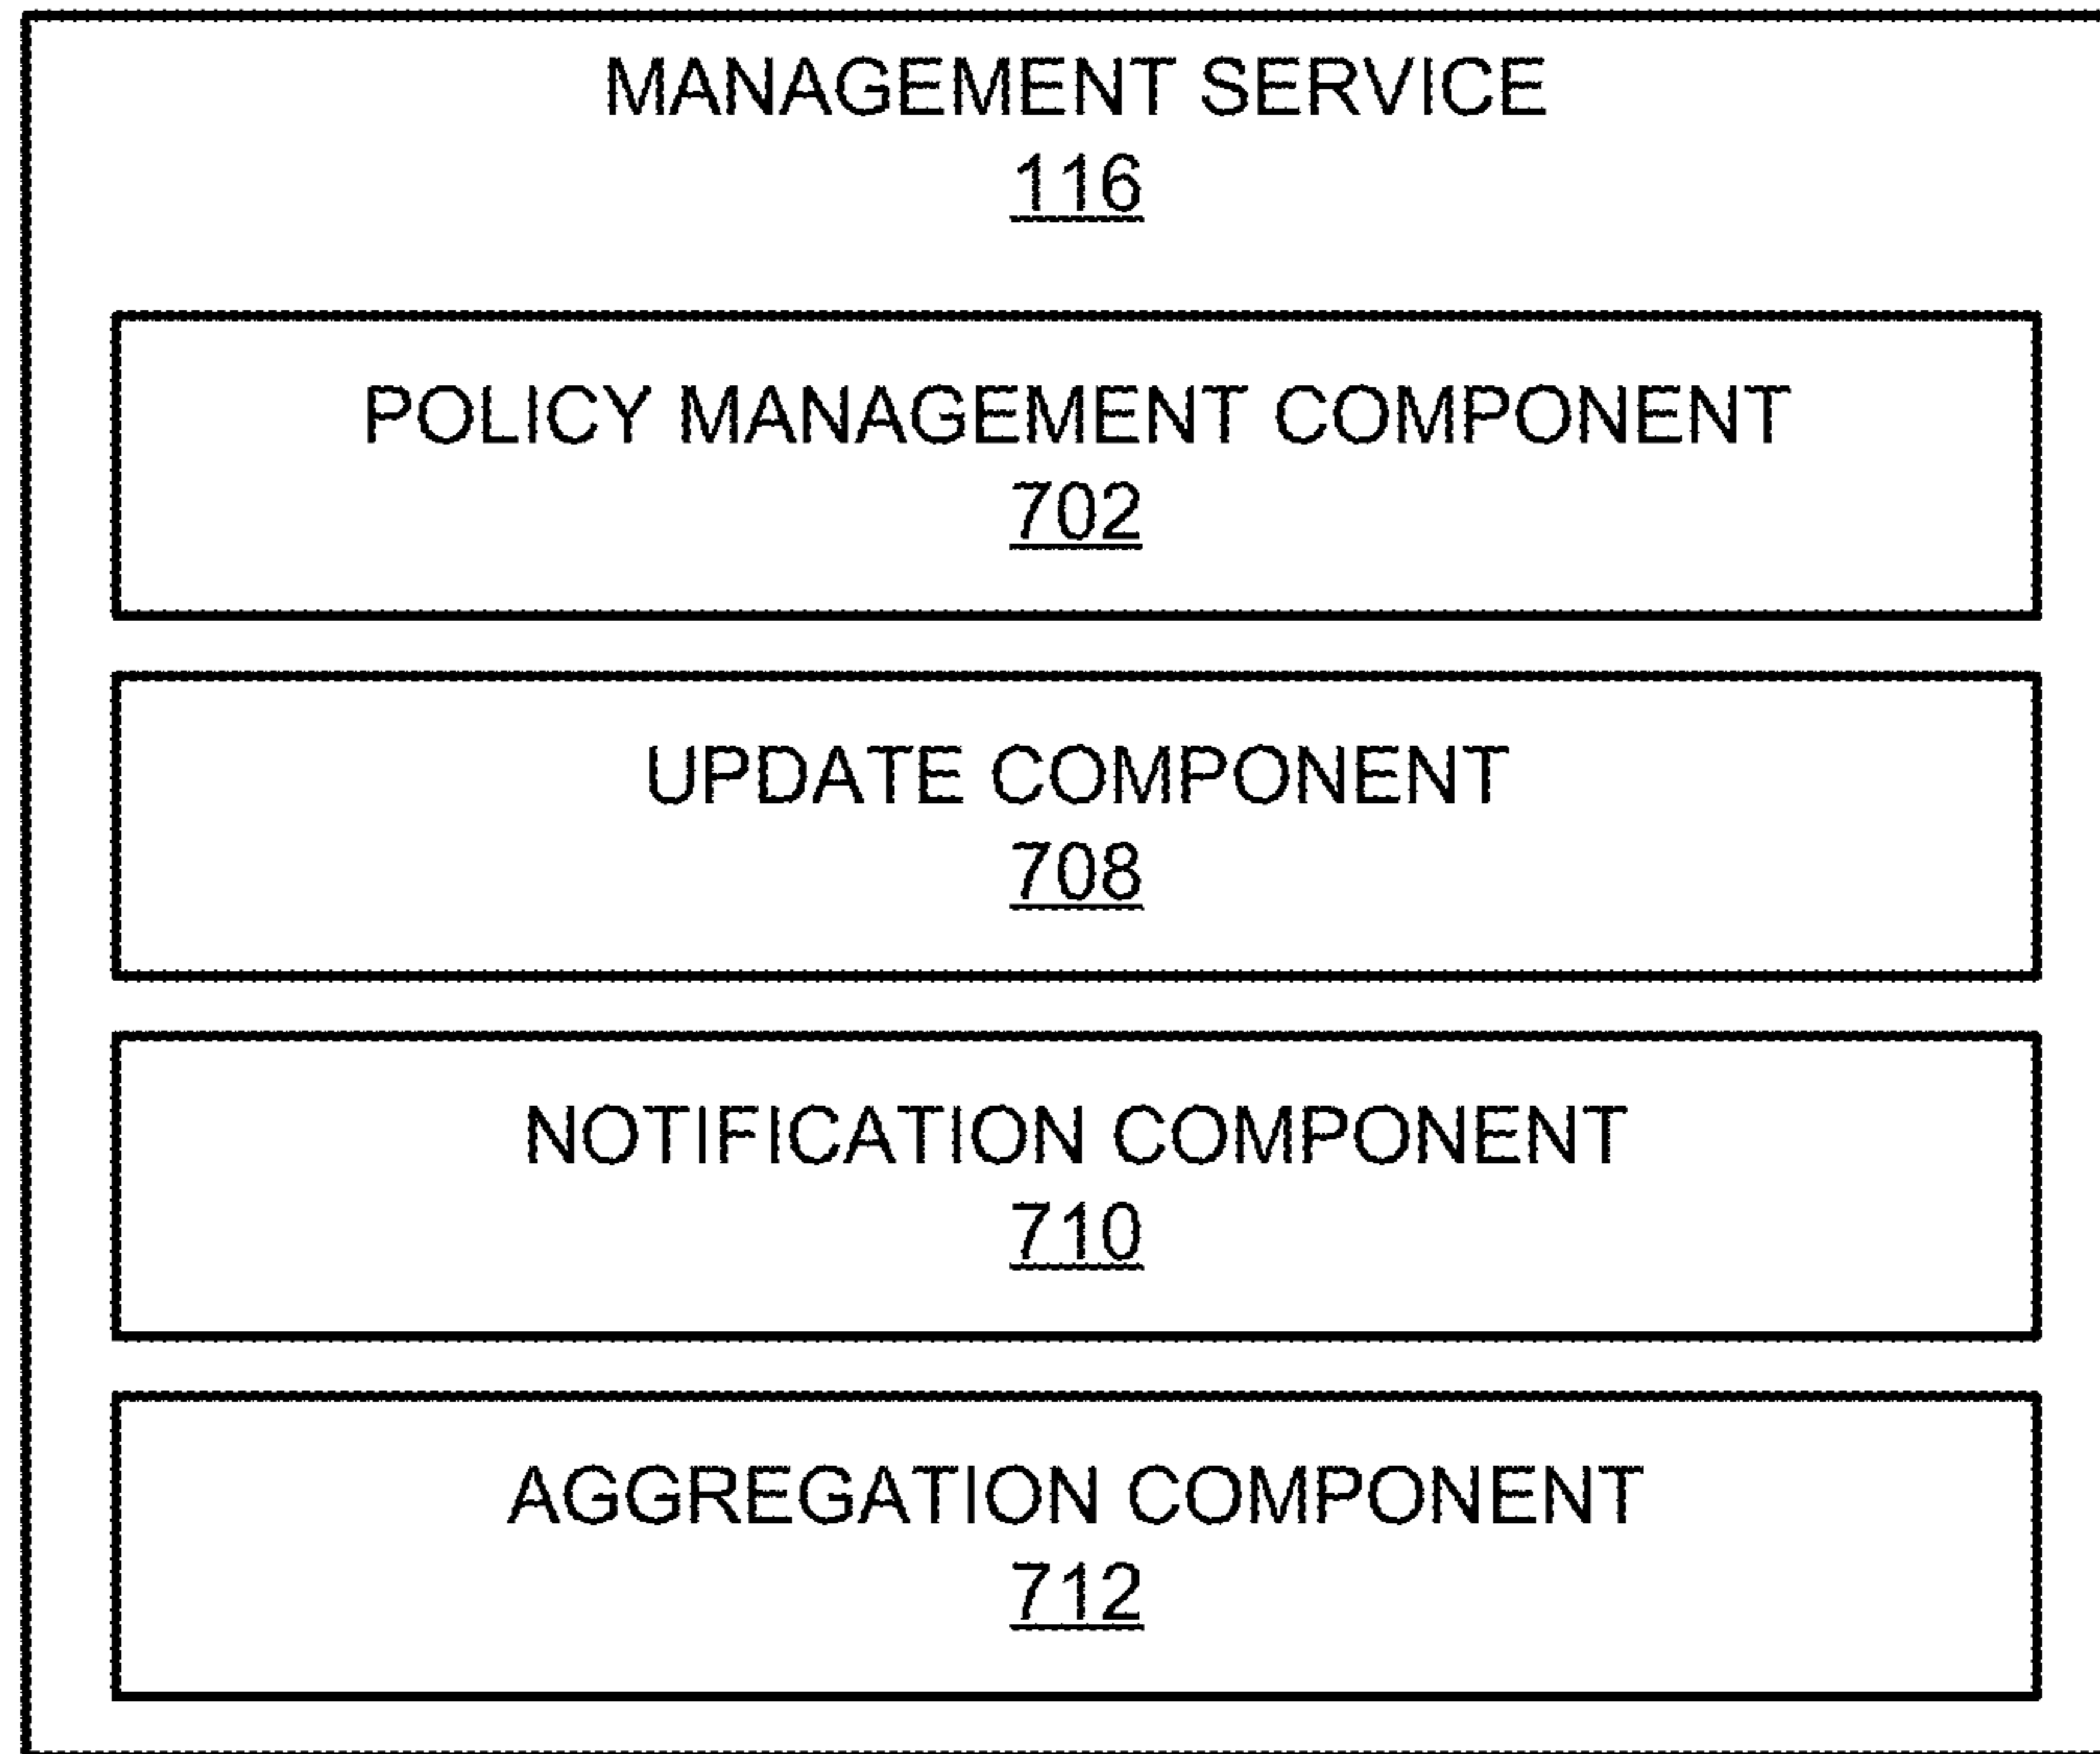 MANAGEMENT SERVICE
116
POLICY MANAGEMENT COMPONENT
702
UPDATE COMPONENT
708
NOTIFICATION COMPONENT
710
AGGREGATION COMPONENT
712